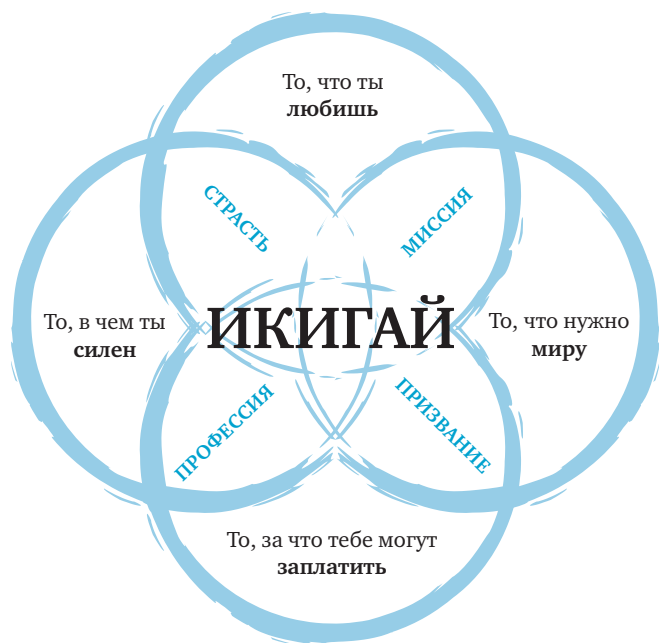 То, что ты
любишь
СТРАСТЬ
МИССИЯ
То, в чем ты
силен
ИКИГАЙ
То, что нужно
миру
ПРОФЕССИЯ
ПРИЗВАНИЕ
То, за что тебе могут
заплатить